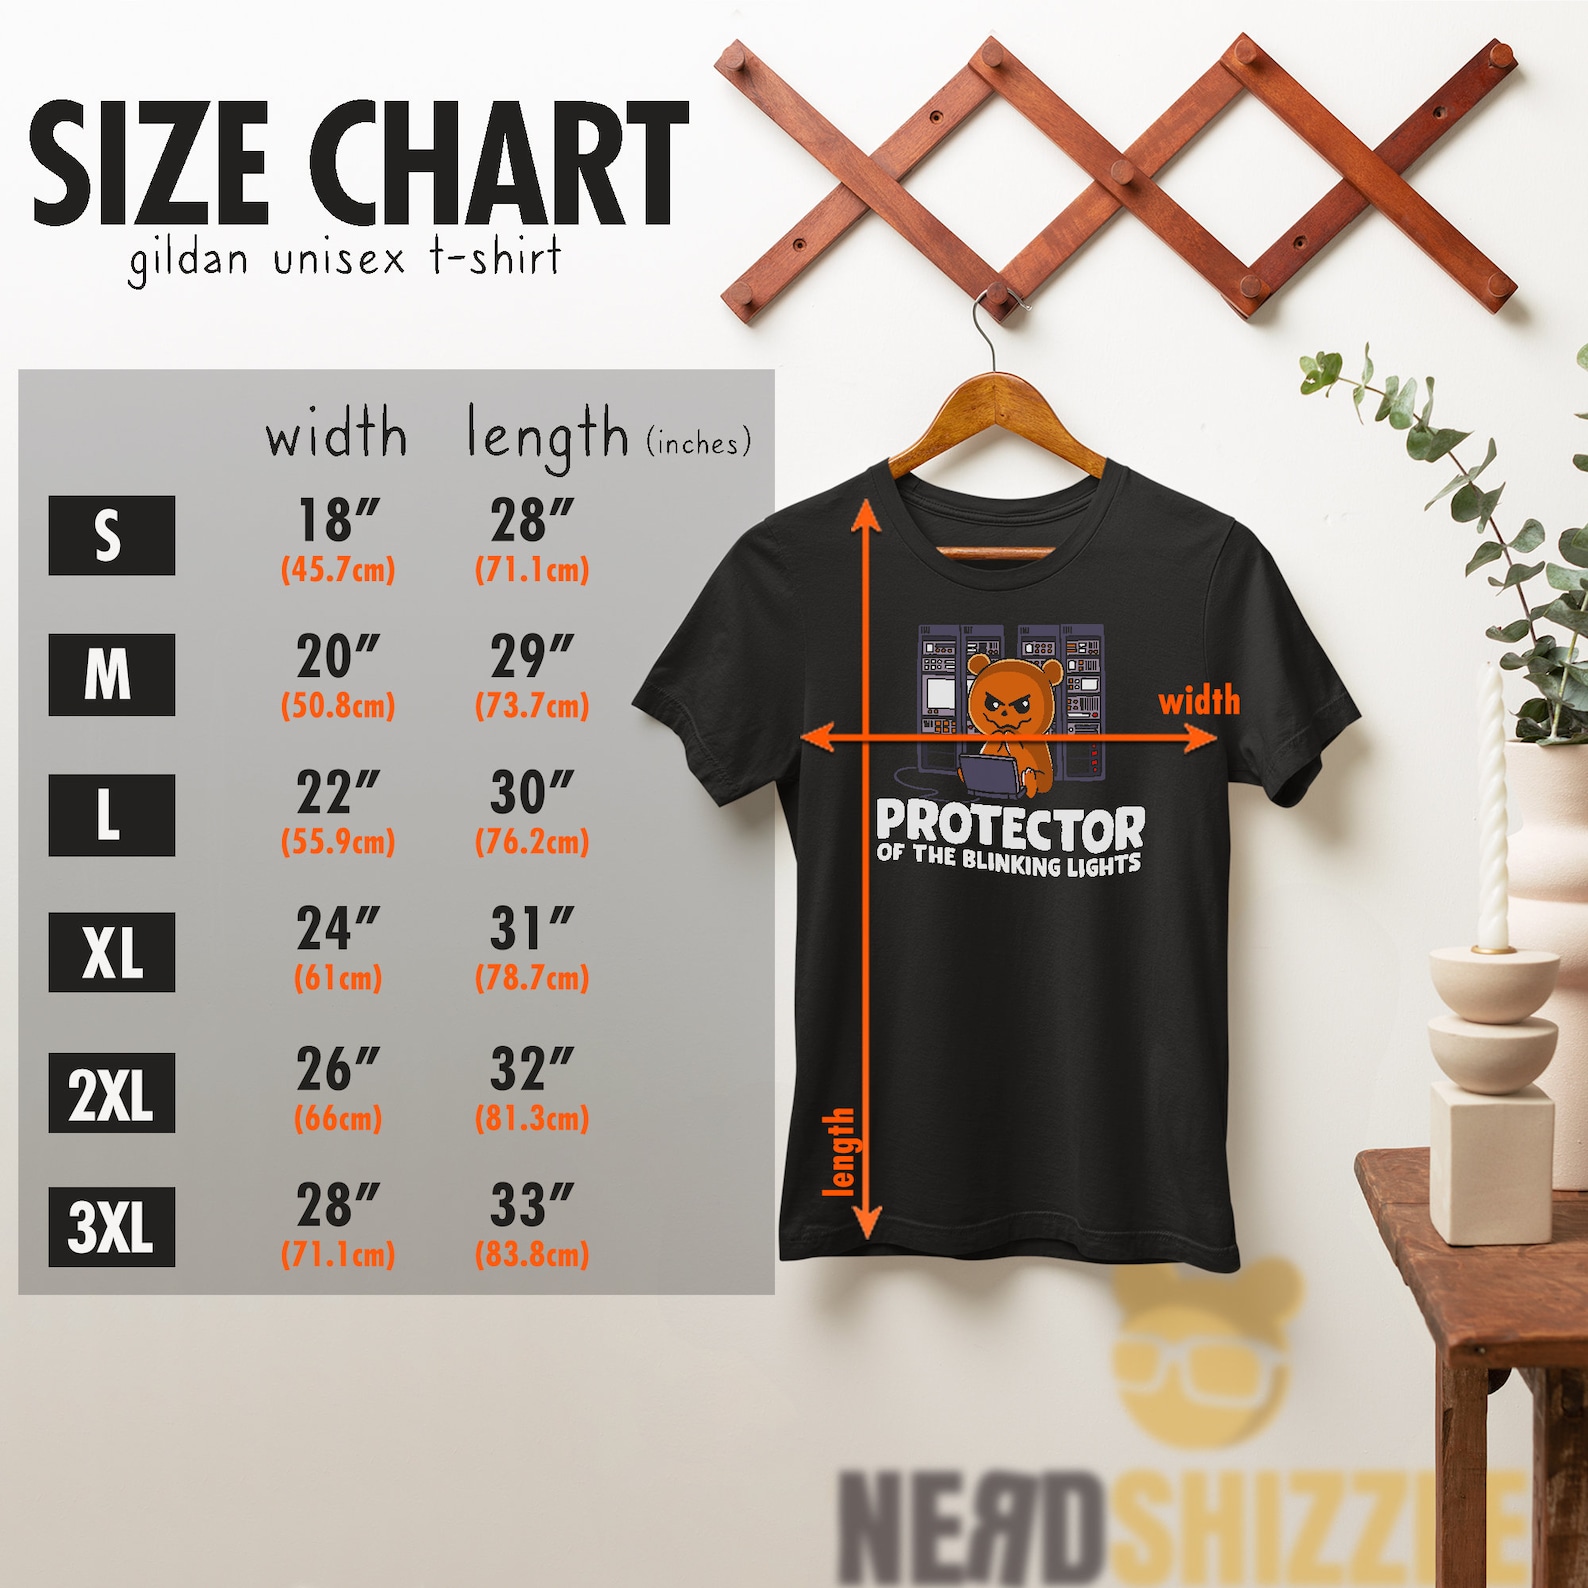 SIZE CHART
gildan unisex t-shirt
width length (inches)
S 18” 28”
(45.7cm) (71.1cm)
M 20” 29”
(50.8cm) (73.7cm)
L 22” 30”
(55.9cm) (76.2cm)
XL 24” 31”
(61cm) (78.7cm)
2XL 26” 32”
(66cm) (81.3cm)
3XL 28” 33”
(71.1cm) (83.8cm)
width
PROTECTOR
OF THE BLINKING LIGHTS
length
NEЯDSHIZZLE